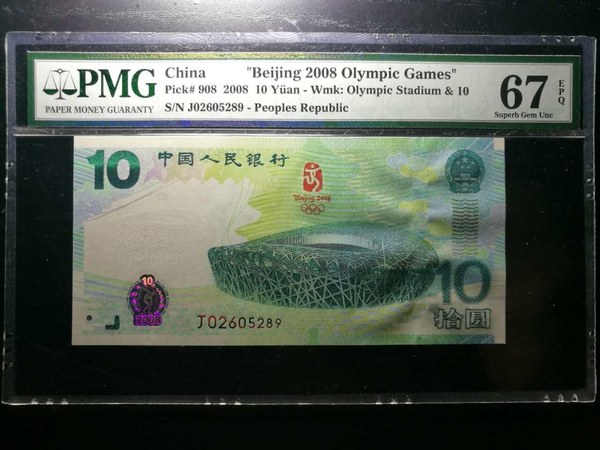 PMG
PAPER MONEY GUARANTY
China "Beijing 2008 Olympic Games"
Pick# 908 2008 10 Yüan - Wmk: Olympic Stadium & 10
S/N J02605289 - Peoples Republic
67 EPQ
Superb Gem Unc
10 中国人民银行
Beijing 2008
10
2008
J02605289
10
拾圆